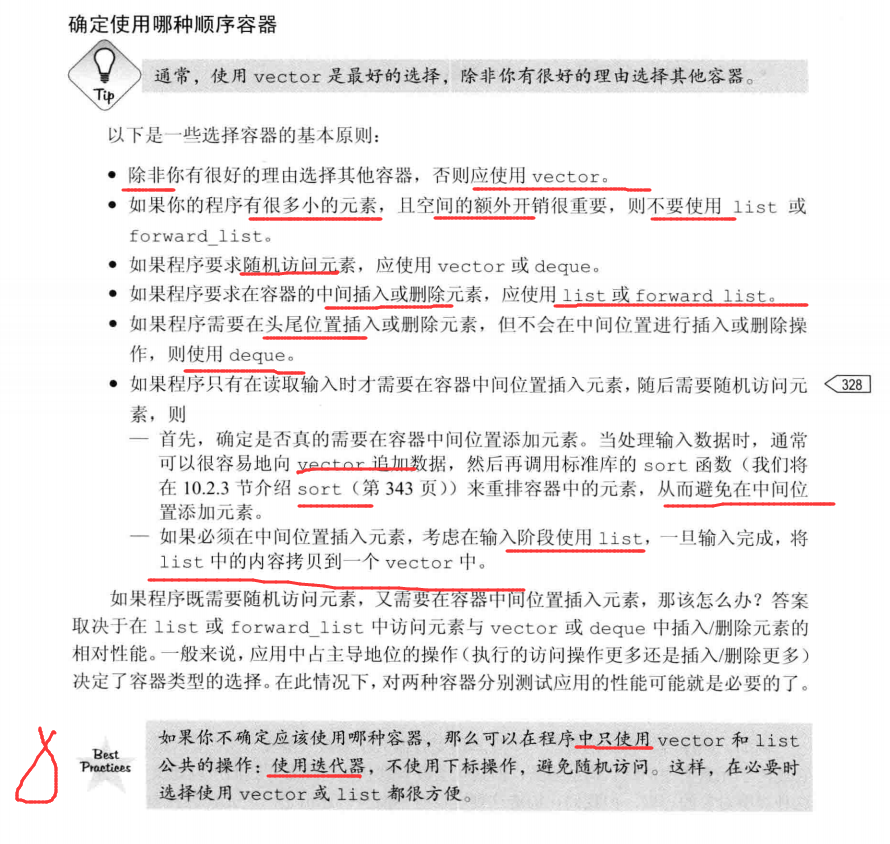 确定使用哪种顺序容器
Tip
通常，使用 vector 是最好的选择，除非你有很好的理由选择其他容器。
以下是一些选择容器的基本原则：
• 除非你有很好的理由选择其他容器，否则应使用 vector。
• 如果你的程序有很多小的元素，且空间的额外开销很重要，则不要使用 list 或
forward_list。
• 如果程序要求随机访问元素，应使用 vector 或 deque。
• 如果程序要求在容器的中间插入或删除元素，应使用 list 或 forward_list。
• 如果程序需要在头尾位置插入或删除元素，但不会在中间位置进行插入或删除操
作，则使用 deque。
• 如果程序只有在读取输入时才需要在容器中间位置插入元素，随后需要随机访问元
328
素，则
— 首先，确定是否真的需要在容器中间位置添加元素。当处理输入数据时，通常
可以很容易地向 vector 追加数据，然后再调用标准库的 sort 函数（我们将
在 10.2.3 节介绍 sort（第 343 页））来重排容器中的元素，从而避免在中间位
置添加元素。
— 如果必须在中间位置插入元素，考虑在输入阶段使用 list，一旦输入完成，将
list 中的内容拷贝到一个 vector 中。
如果程序既需要随机访问元素，又需要在容器中间位置插入元素，那该怎么办？答案
取决于在 list 或 forward_list 中访问元素与 vector 或 deque 中插入/删除元素的
相对性能。一般来说，应用中占主导地位的操作（执行的访问操作更多还是插入/删除更多）
决定了容器类型的选择。在此情况下，对两种容器分别测试应用的性能可能就是必要的了。
Best
Practices
如果你不确定应该使用哪种容器，那么可以在程序中只使用 vector 和 list
公共的操作：使用迭代器，不使用下标操作，避免随机访问。这样，在必要时
选择使用 vector 或 list 都很方便。